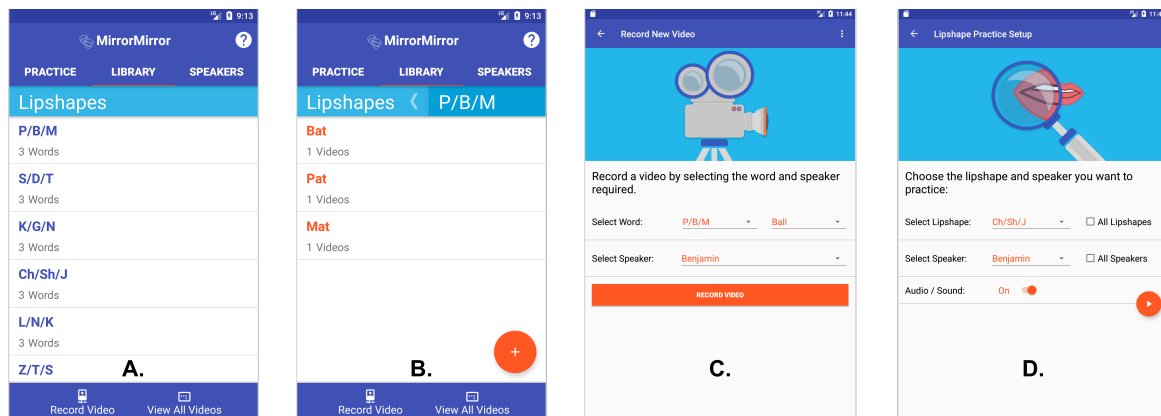 9:13
MirrorMirror ?
PRACTICE LIBRARY SPEAKERS
Lipshapes
P/B/M
3 Words
S/D/T
3 Words
K/G/N
3 Words
Ch/Sh/J
3 Words
L/N/K
3 Words
Z/T/S
A.
Record Video View All Videos
9:13
MirrorMirror ?
PRACTICE LIBRARY SPEAKERS
Lipshapes P/B/M
Bat
1 Videos
Pat
1 Videos
Mat
1 Videos
+
B.
Record Video View All Videos
11:44
Record New Video
Record a video by selecting the word and speaker
required.
Select Word: P/B/M Ball
Select Speaker: Benjamin
RECORD VIDEO
C.
11:4
Lipshape Practice Setup
Choose the lipshape and speaker you want to
practice:
Select Lipshape: Ch/Sh/J All Lipshapes
Select Speaker: Benjamin All Speakers
Audio / Sound: On
D.